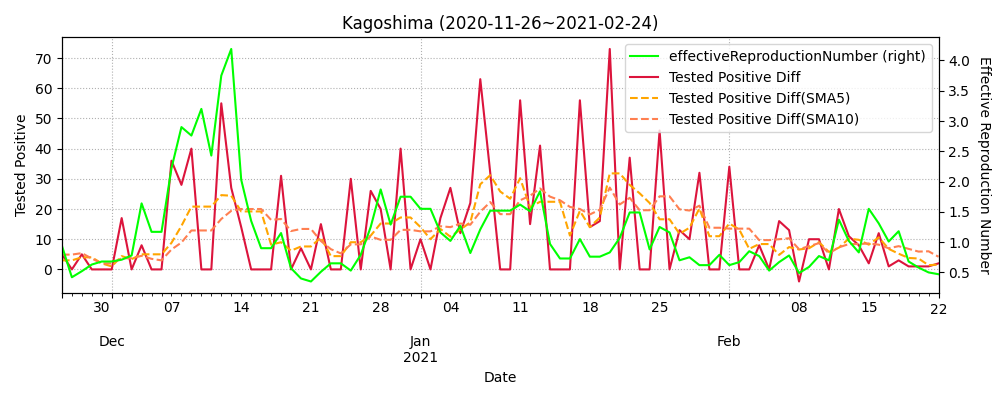 Kagoshima (2020-11-26~2021-02-24)
effectiveReproductionNumber (right)
Tested Positive Diff
Tested Positive Diff(SMA5)
Tested Positive Diff(SMA10)
Tested Positive
70
60
50
40
30
20
10
0
4.0
3.5
3.0
2.5
2.0
1.5
1.0
0.5
Effective Reproduction Number
30 07 14 21 28 04 11 18 25 08 15 22
Dec Jan Feb
2021
Date